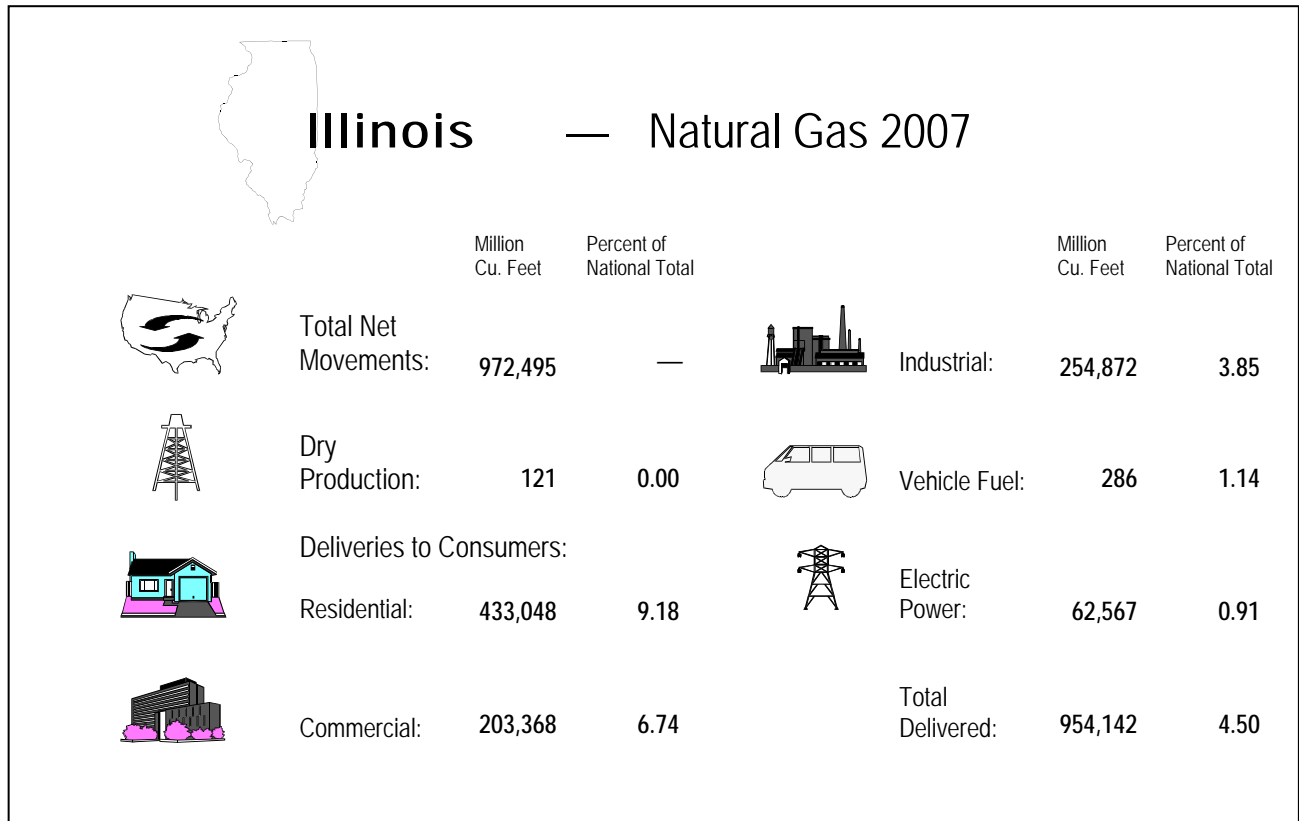 Illinois — Natural Gas 2007
Million Cu. Feet
Percent of National Total
Total Net Movements: 972,495 —
Dry Production: 121 0.00
Deliveries to Consumers:
Residential: 433,048 9.18
Commercial: 203,368 6.74
Million Cu. Feet
Percent of National Total
Industrial: 254,872 3.85
Vehicle Fuel: 286 1.14
Electric Power: 62,567 0.91
Total Delivered: 954,142 4.50